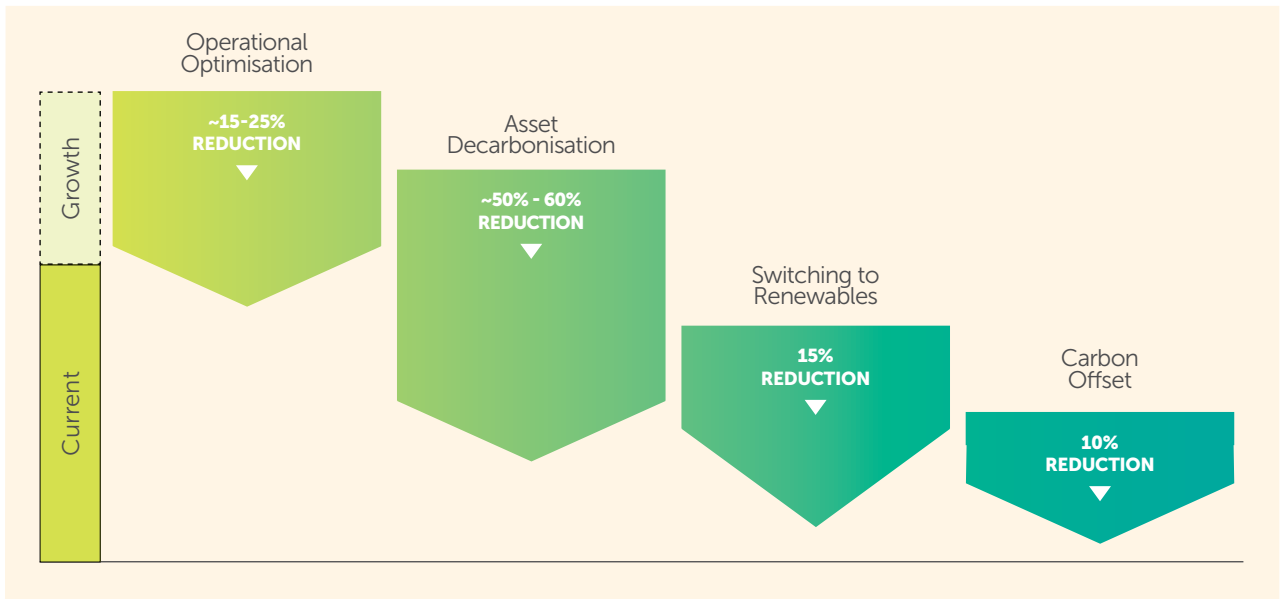 Operational
Optimisation
~15-25%
REDUCTION
Asset
Decarbonisation
~50% - 60%
REDUCTION
Switching to
Renewables
15%
REDUCTION
Carbon
Offset
10%
REDUCTION
Growth
Current